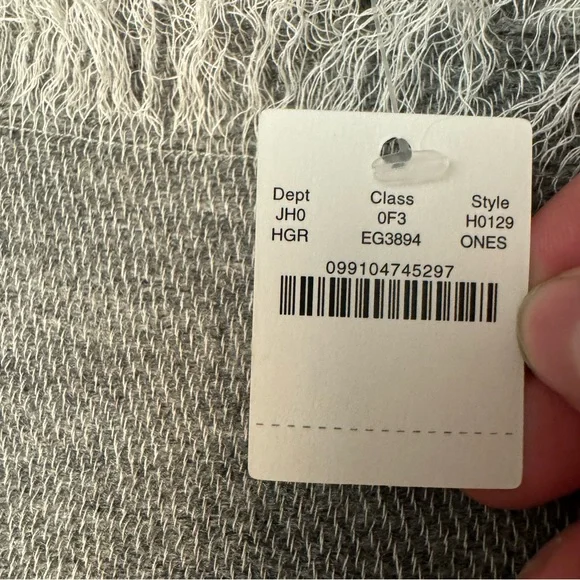 Dept Class Style
JH0 0F3 H0129
HGR EG3894 ONES
099104745297